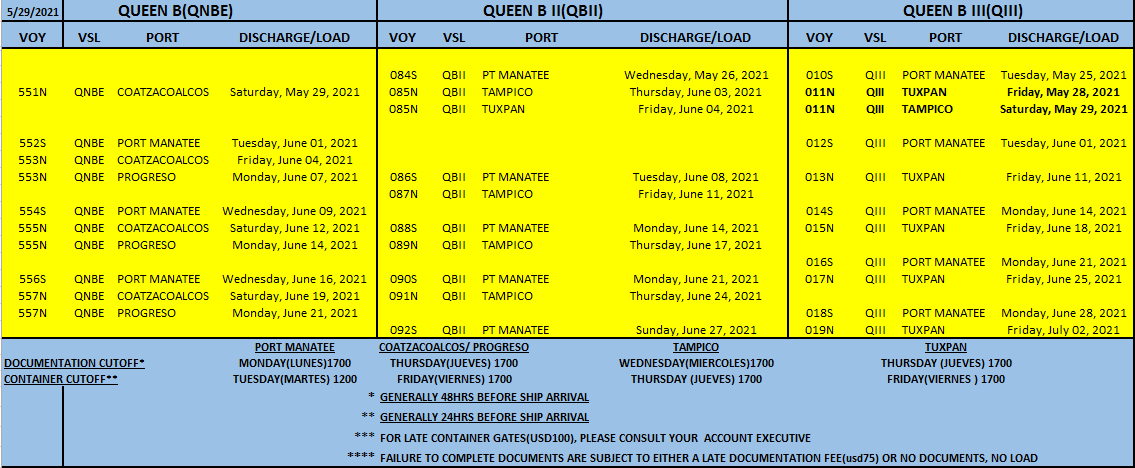 5/29/2021 QUEEN B(QNBE) QUEEN B II(QBII) QUEEN B III(QIII)
VOY VSL PORT DISCHARGE/LOAD VOY VSL PORT DISCHARGE/LOAD VOY VSL PORT DISCHARGE/LOAD
084S QBII PT MANATEE Wednesday, May 26, 2021 010S QIII PORT MANATEE Tuesday, May 25, 2021
551N QNBE COATZACOALCOS Saturday, May 29, 2021 085N QBII TAMPICO Thursday, June 03, 2021 011N QIII TUXPAN Friday, May 28, 2021
085N QBII TUXPAN Friday, June 04, 2021 011N QIII TAMPICO Saturday, May 29, 2021
552S QNBE PORT MANATEE Tuesday, June 01, 2021 012S QIII PORT MANATEE Tuesday, June 01, 2021
553N QNBE COATZACOALCOS Friday, June 04, 2021
553N QNBE PROGRESO Monday, June 07, 2021 086S QBII PT MANATEE Tuesday, June 08, 2021 013N QIII TUXPAN Friday, June 11, 2021
087N QBII TAMPICO Friday, June 11, 2021
554S QNBE PORT MANATEE Wednesday, June 09, 2021 014S QIII PORT MANATEE Monday, June 14, 2021
555N QNBE COATZACOALCOS Saturday, June 12, 2021 088S QBII PT MANATEE Monday, June 14, 2021 015N QIII TUXPAN Friday, June 18, 2021
555N QNBE PROGRESO Monday, June 14, 2021 089N QBII TAMPICO Thursday, June 17, 2021
016S QIII PORT MANATEE Monday, June 21, 2021
556S QNBE PORT MANATEE Wednesday, June 16, 2021 090S QBII PT MANATEE Monday, June 21, 2021 017N QIII TUXPAN Friday, June 25, 2021
557N QNBE COATZACOALCOS Saturday, June 19, 2021 091N QBII TAMPICO Thursday, June 24, 2021
557N QNBE PROGRESO Monday, June 21, 2021 018S QIII PORT MANATEE Monday, June 28, 2021
092S QBII PT MANATEE Sunday, June 27, 2021 019N QIII TUXPAN Friday, July 02, 2021
PORT MANATEE COATZACOALCOS/ PROGRESO TAMPICO TUXPAN
DOCUMENTATION CUTOFF* MONDAY(LUNES)1700 THURSDAY(JUEVES) 1700 WEDNESDAY(MIERCOLES)1700 THURSDAY (JUEVES) 1700
CONTAINER CUTOFF** TUESDAY(MARTES) 1200 FRIDAY(VIERNES) 1700 THURSDAY (JUEVES) 1700 FRIDAY(VIERNES ) 1700
* GENERALLY 48HRS BEFORE SHIP ARRIVAL
** GENERALLY 24HRS BEFORE SHIP ARRIVAL
*** FOR LATE CONTAINER GATES(USD100), PLEASE CONSULT YOUR ACCOUNT EXECUTIVE
**** FAILURE TO COMPLETE DOCUMENTS ARE SUBJECT TO EITHER A LATE DOCUMENTATION FEE(usd75) OR NO DOCUMENTS, NO LOAD